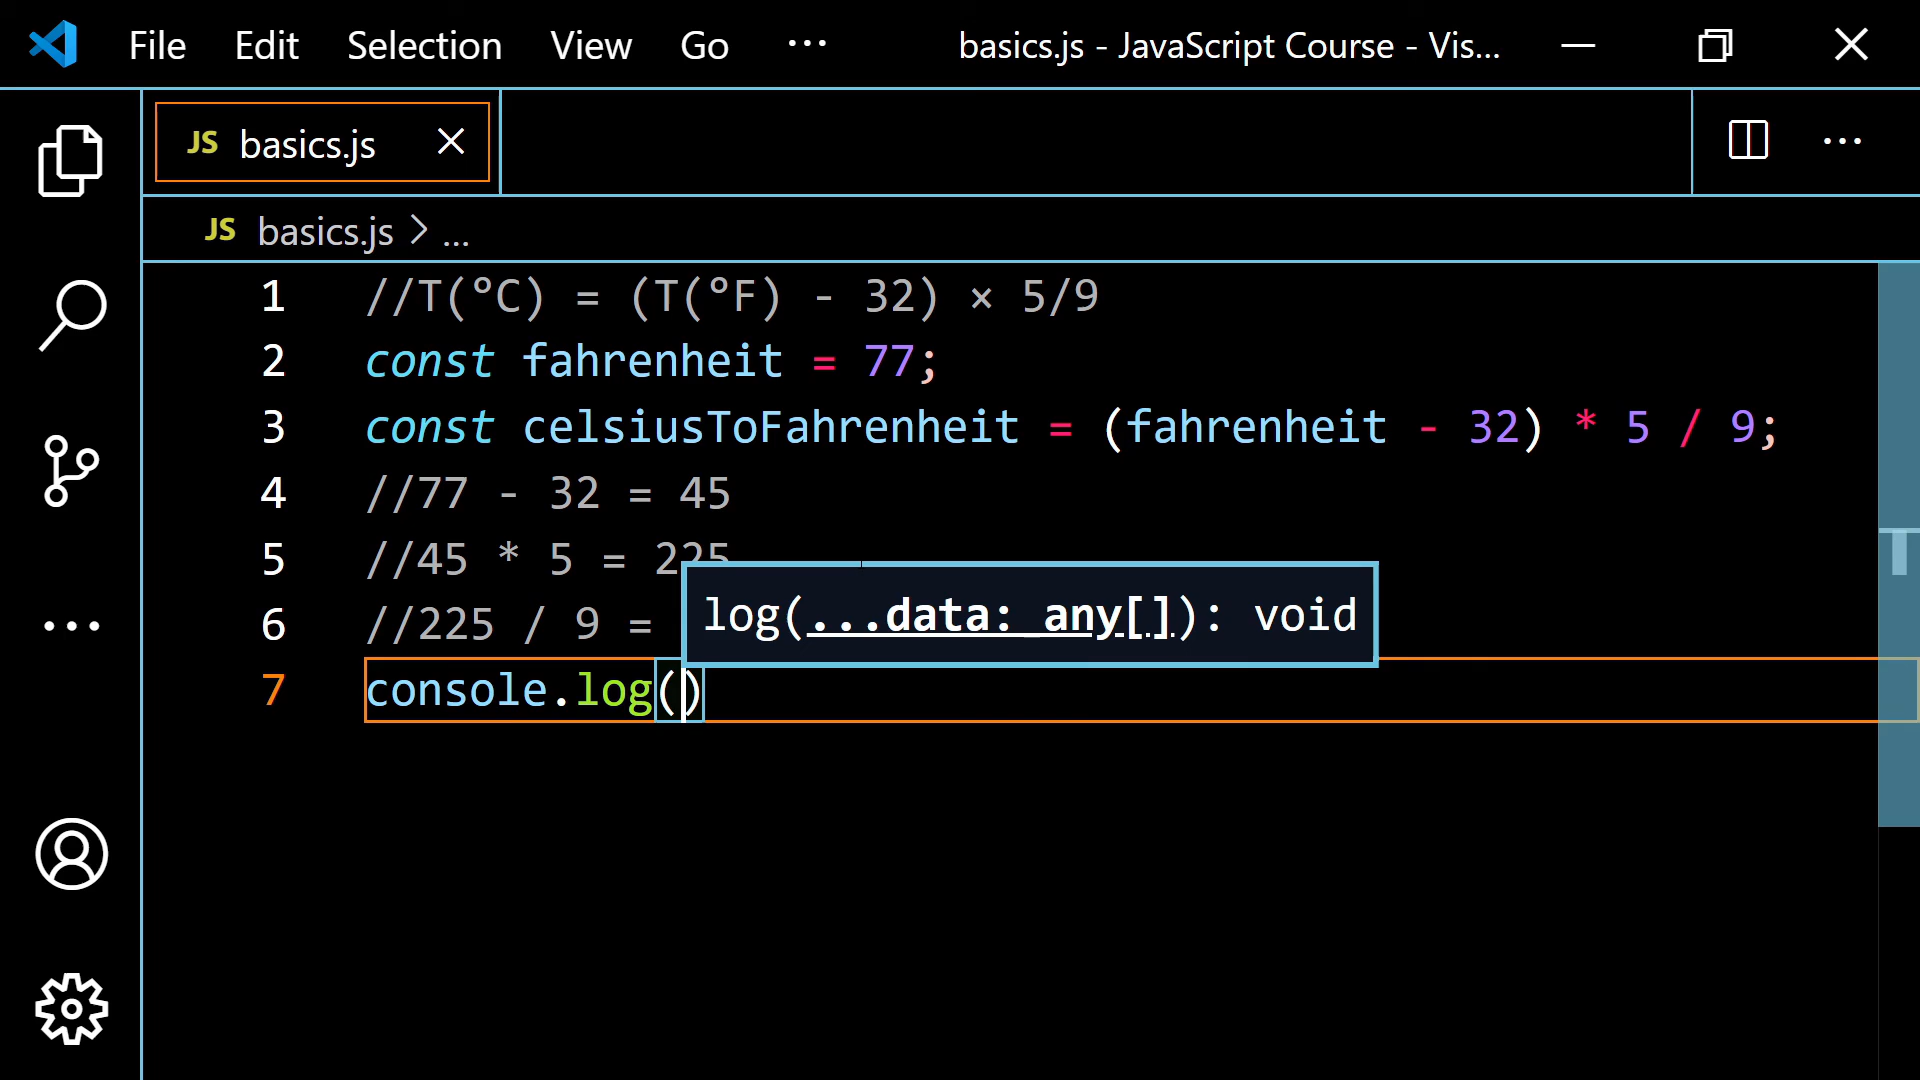 File Edit Selection View Go ··· basics.js - JavaScript Course - Vis...
JS basics.js
JS basics.js > ...
1 //T(°C) = (T(°F) - 32) × 5/9
2 const fahrenheit = 77;
3 const celsiusToFahrenheit = (fahrenheit - 32) * 5 / 9;
4 //77 - 32 = 45
5 //45 * 5 = 225
6 //225 / 9 =
log(...data: any[]): void
7 console.log()